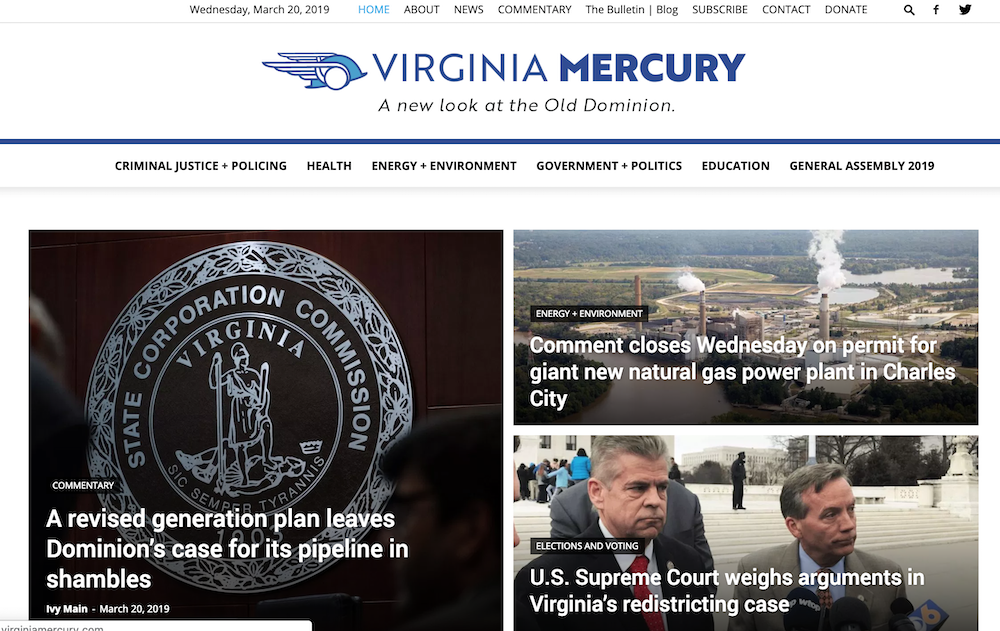 Wednesday, March 20, 2019 HOME ABOUT NEWS COMMENTARY The Bulletin | Blog SUBSCRIBE CONTACT DONATE
VIRGINIA MERCURY
A new look at the Old Dominion.
CRIMINAL JUSTICE + POLICING HEALTH ENERGY + ENVIRONMENT GOVERNMENT + POLITICS EDUCATION GENERAL ASSEMBLY 2019
STATE CORPORATION COMMISSION
VIRGINIA
SIC SEMPER TYRANNIS
1903
COMMENTARY
A revised generation plan leaves
Dominion's case for its pipeline in
shambles
Ivy Main - March 20, 2019
ENERGY + ENVIRONMENT
Comment closes Wednesday on permit for
giant new natural gas power plant in Charles
City
ELECTIONS AND VOTING
U.S. Supreme Court weighs arguments in
Virginia's redistricting case
wtop
6
virginiamercury.com